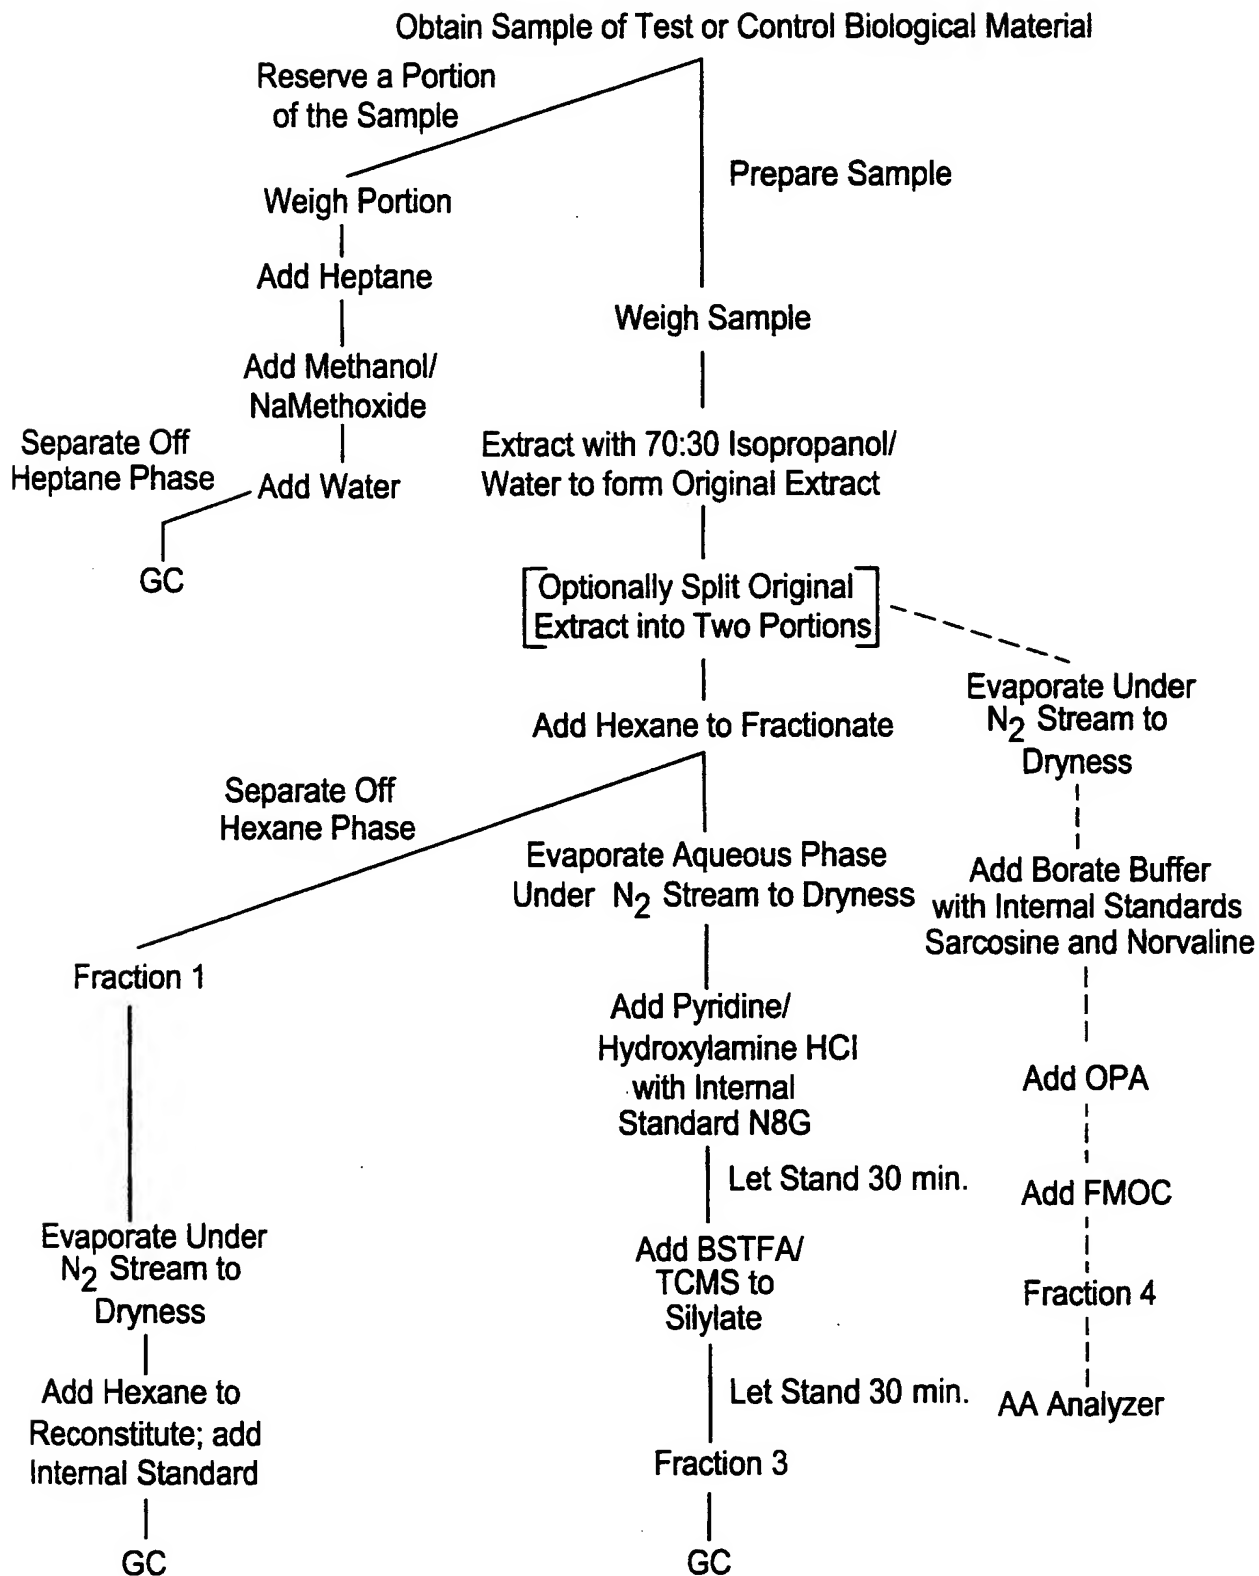 Obtain Sample of Test or Control Biological Material
Reserve a Portion
of the Sample
Prepare Sample
Weigh Portion
Add Heptane
Weigh Sample
Add Methanol/
NaMethoxide
Separate Off
Heptane Phase
Add Water
GC
Extract with 70:30 Isopropanol/
Water to form Original Extract
Optionally Split Original
Extract into Two Portions
Add Hexane to Fractionate
Separate Off
Hexane Phase
Fraction 1
Evaporate Under
N2 Stream to
Dryness
Add Hexane to
Reconstitute; add
Internal Standard
GC
Evaporate Aqueous Phase
Under N2 Stream to Dryness
Add Pyridine/
Hydroxylamine HCl
with Internal
Standard N8G
Let Stand 30 min.
Add BSTFA/
TCMS to
Silylate
Let Stand 30 min.
Fraction 3
GC
Evaporate Under
N2 Stream to
Dryness
Add Borate Buffer
with Internal Standards
Sarcosine and Norvaline
Add OPA
Add FMOC
Fraction 4
AA Analyzer